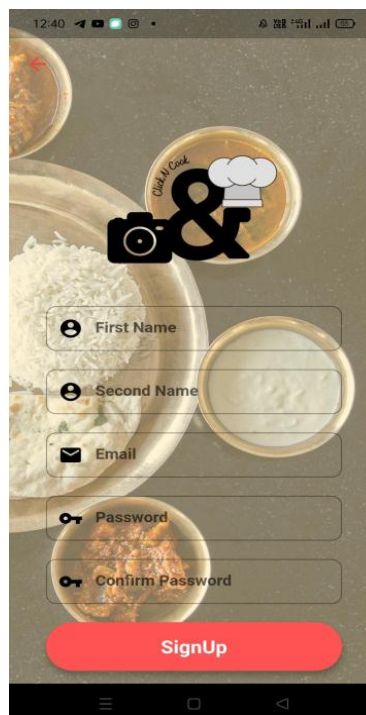 12:40
Click N Cook
&
First Name
Second Name
Email
Password
Confirm Password
SignUp